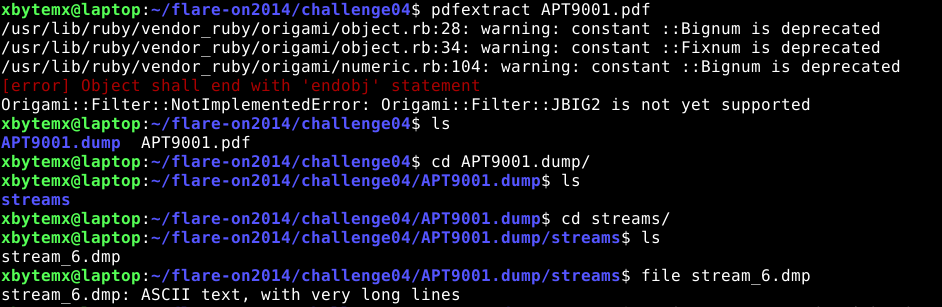 xbytemx@laptop:~/flare-on2014/challenge04$ pdfextract APT9001.pdf
/usr/lib/ruby/vendor_ruby/origami/object.rb:28: warning: constant ::Bignum is deprecated
/usr/lib/ruby/vendor_ruby/origami/object.rb:34: warning: constant ::Fixnum is deprecated
/usr/lib/ruby/vendor_ruby/origami/numeric.rb:104: warning: constant ::Bignum is deprecated
[error] Object shall end with 'endobj' statement
Origami::Filter::NotImplementedError: Origami::Filter::JBIG2 is not yet supported
xbytemx@laptop:~/flare-on2014/challenge04$ ls
APT9001.dump  APT9001.pdf
xbytemx@laptop:~/flare-on2014/challenge04$ cd APT9001.dump/
xbytemx@laptop:~/flare-on2014/challenge04/APT9001.dump$ ls
streams
xbytemx@laptop:~/flare-on2014/challenge04/APT9001.dump$ cd streams/
xbytemx@laptop:~/flare-on2014/challenge04/APT9001.dump/streams$ ls
stream_6.dmp
xbytemx@laptop:~/flare-on2014/challenge04/APT9001.dump/streams$ file stream_6.dmp
stream_6.dmp: ASCII text, with very long lines